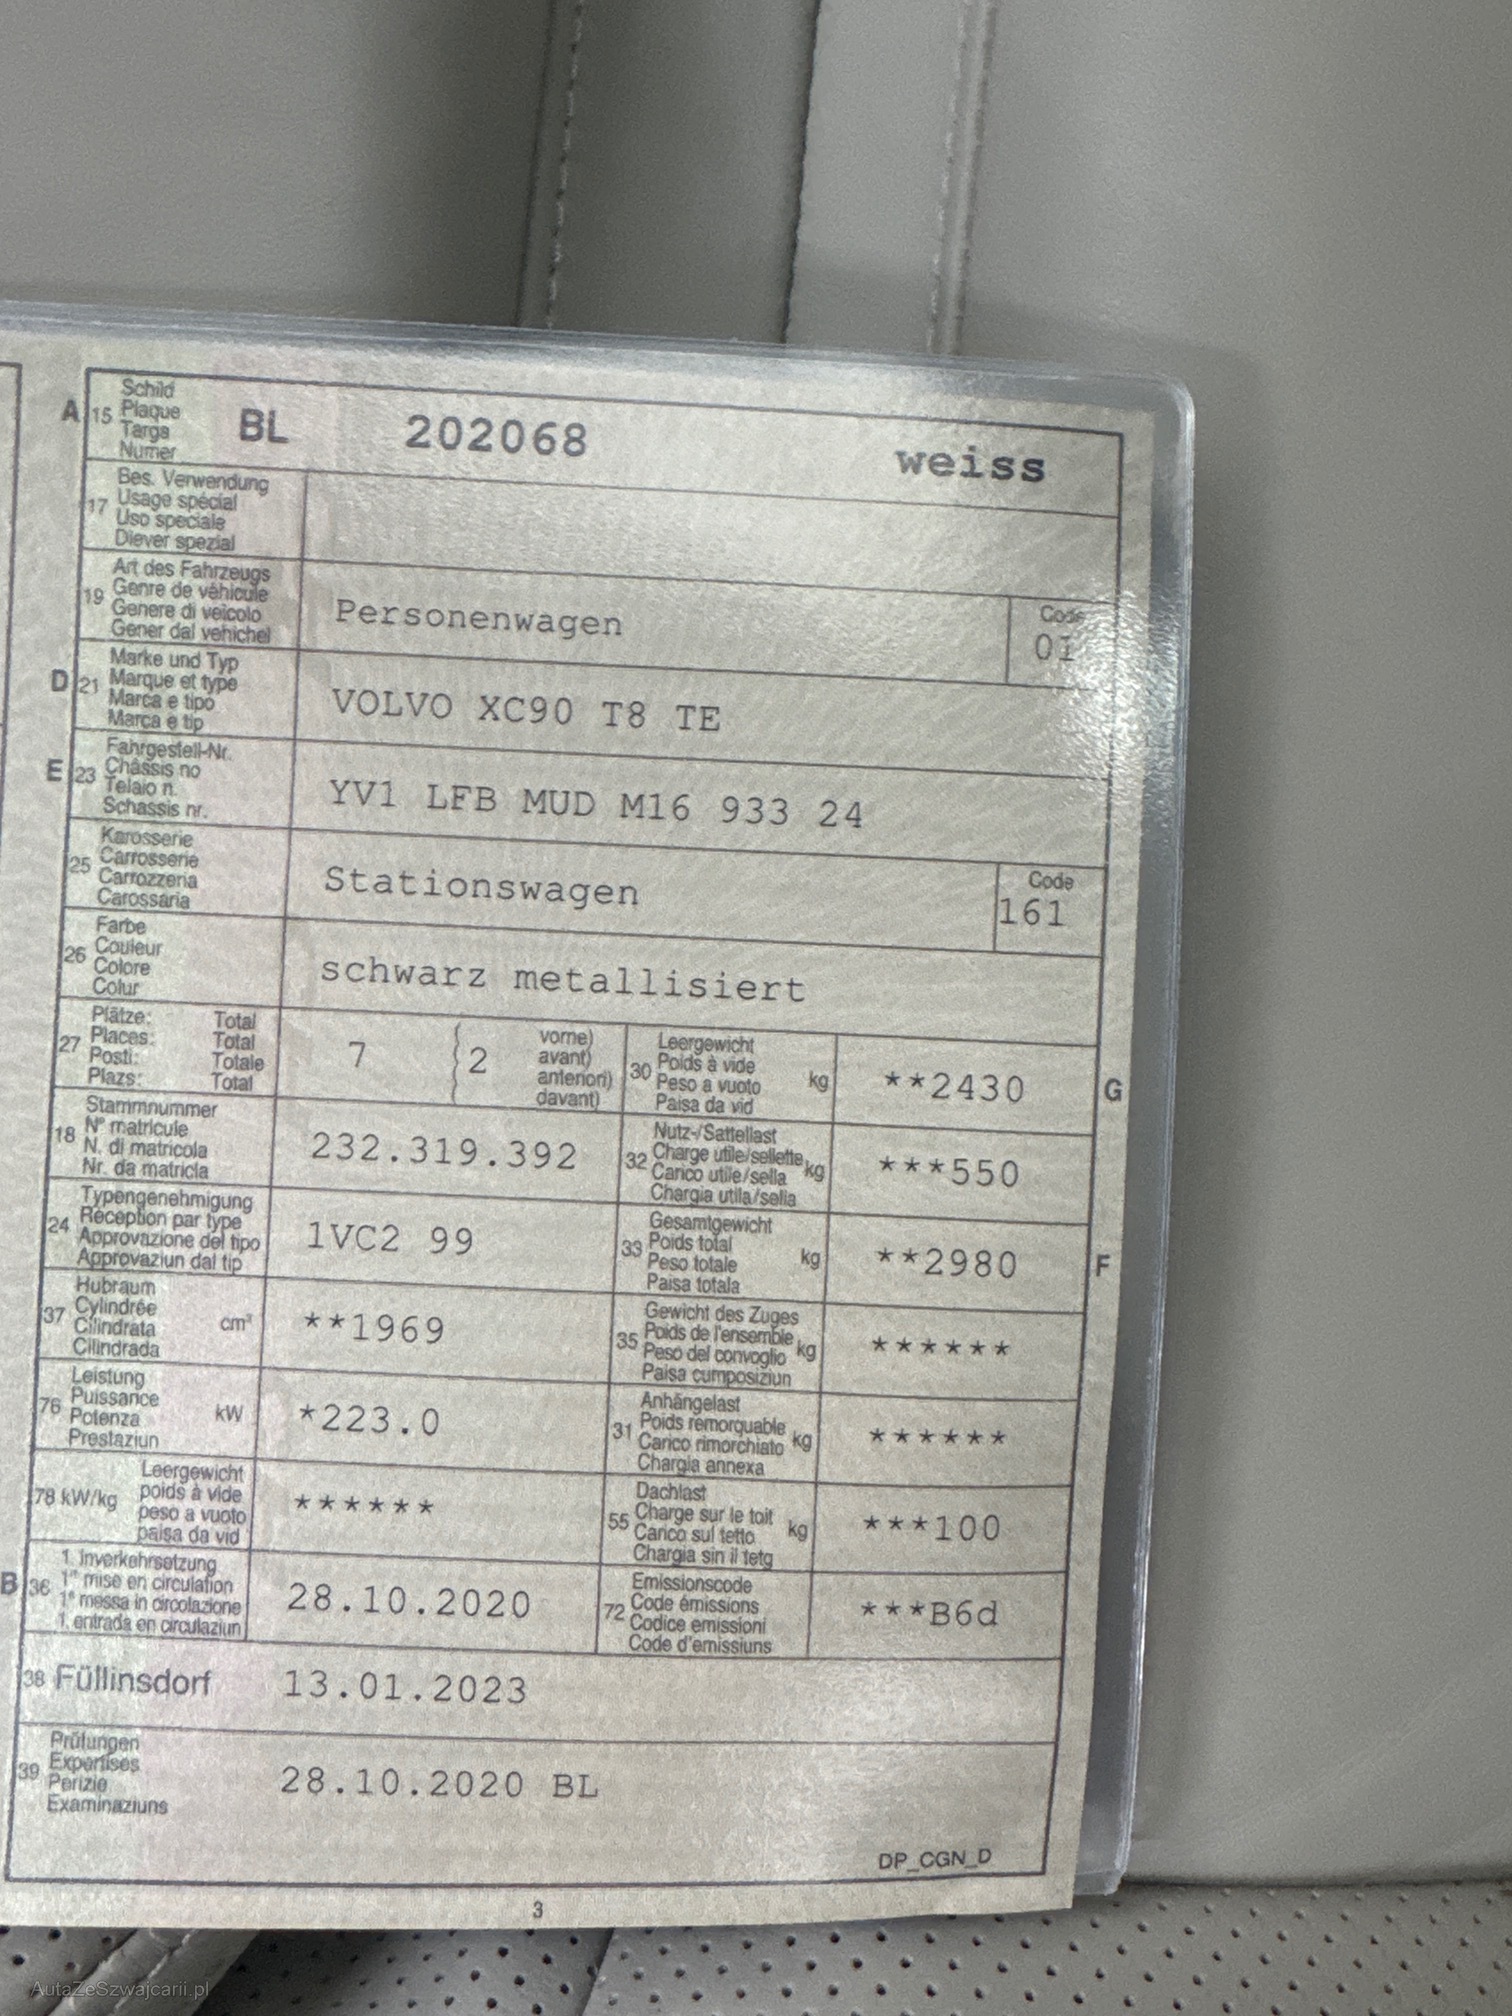 A 15 Schild
Plaque
Targa
Numer
BL 202068 weiss
17 Bes. Verwendung
Usage spécial
Uso speciale
Diever spezial
19 Art des Fahrzeugs
Genre de véhicule
Genere di veicolo
Gener dal vehichel
Personenwagen
Code
01
D 21 Marke und Typ
Marque et type
Marca e tipo
Marca e tip
VOLVO XC90 T8 TE
E 23 Fahrgestell-Nr.
Châssis no
Telaio n.
Schassis nr.
YV1 LFB MUD M16 933 24
25 Karosserie
Carrosserie
Carrozzeria
Carossaria
Stationswagen
Code
161
26 Farbe
Couleur
Colore
Colur
schwarz metallisiert
27 Plätze: Total
Places: Total
Posti: Totale
Plazs: Total
7 { 2
vorne)
avant)
anteriori)
davant)
30 Leergewicht
Poids à vide
Peso a vuoto kg
Paisa da vid
**2430 G
18 Stammnummer
N° matricule
N. di matricola
Nr. da matricla
232.319.392
32 Nutz-/Sattellast
Charge utile/sellette
Carico utile/sella kg
Chargia utila/sella
***550
24 Typengenehmigung
Réception par type
Approvazione del tipo
Approvaziun dal tip
1VC2 99
33 Gesamtgewicht
Poids total
Peso totale kg
Paisa totala
**2980 F
37 Hubraum
Cylindrée
Cilindrata cm³
Cilindrada
**1969
35 Gewicht des Zuges
Poids de l'ensemble
Peso del convoglio kg
Paisa cumposiziun
******
76 Leistung
Puissance
Potenza kW
Prestaziun
*223.0
31 Anhängelast
Poids remorquable
Carico rimorchiato kg
Chargia annexa
******
78 kW/kg Leergewicht
poids à vide
peso a vuoto
paisa da vid
******
55 Dachlast
Charge sur le toit
Carico sul tetto kg
Chargia sin il tetg
***100
B 36 1. Inverkehrsetzung
1re mise en circulation
1a messa in circolazione
1. entrada en circulaziun
28.10.2020
72 Emissionscode
Code émissions
Codice emissioni
Code d'emissiuns
***B6d
38 Füllinsdorf 13.01.2023
39 Prüfungen
Expertises
Perizie
Examinaziuns
28.10.2020 BL
DP_CGN_D
3
AutaZeSzwajcarii.pl